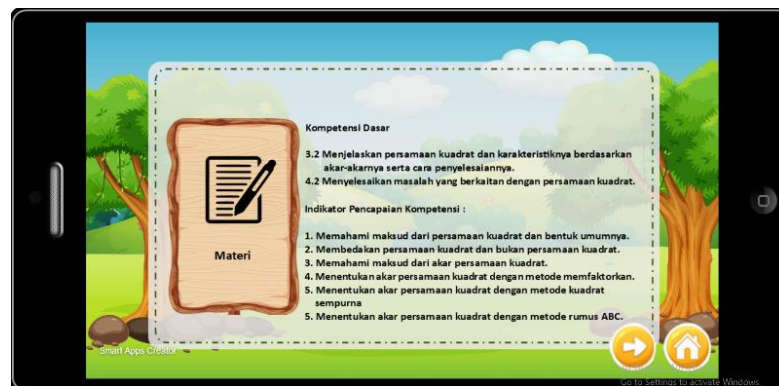 Kompetensi Dasar
3.2 Menjelaskan persamaan kuadrat dan karakteristiknya berdasarkan
akar-akarnya serta cara penyelesaiannya.
4.2 Menyelesaikan masalah yang berkaitan dengan persamaan kuadrat.
Indikator Pencapaian Kompetensi :
1. Memahami maksud dari persamaan kuadrat dan bentuk umumnya.
2. Membedakan persamaan kuadrat dan bukan persamaan kuadrat.
3. Memahami maksud dari akar persamaan kuadrat.
4. Menentukan akar persamaan kuadrat dengan metode memfaktorkan.
5. Menentukan akar persamaan kuadrat dengan metode kuadrat
sempurna
5. Menentukan akar persamaan kuadrat dengan metode rumus ABC.
Materi
Smart Apps Creator
Go to Settings to activate Windows.